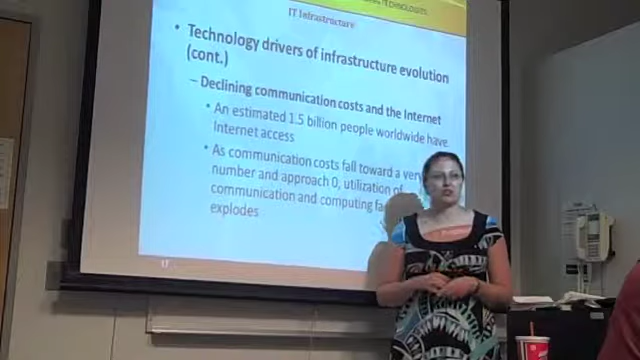 TECHNOLOGIES
IT Infrastructure
• Technology drivers of infrastructure evolution
(cont.)
– Declining communication costs and the Internet
• An estimated 1.5 billion people worldwide have
Internet access
• As communication costs fall toward a very
number and approach 0, utilization of
communication and computing fa
explodes